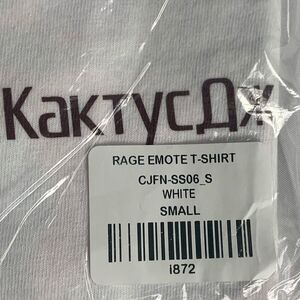 КактусДж
RAGE EMOTE T-SHIRT
CJFN-SS06_S
WHITE
SMALL
i872